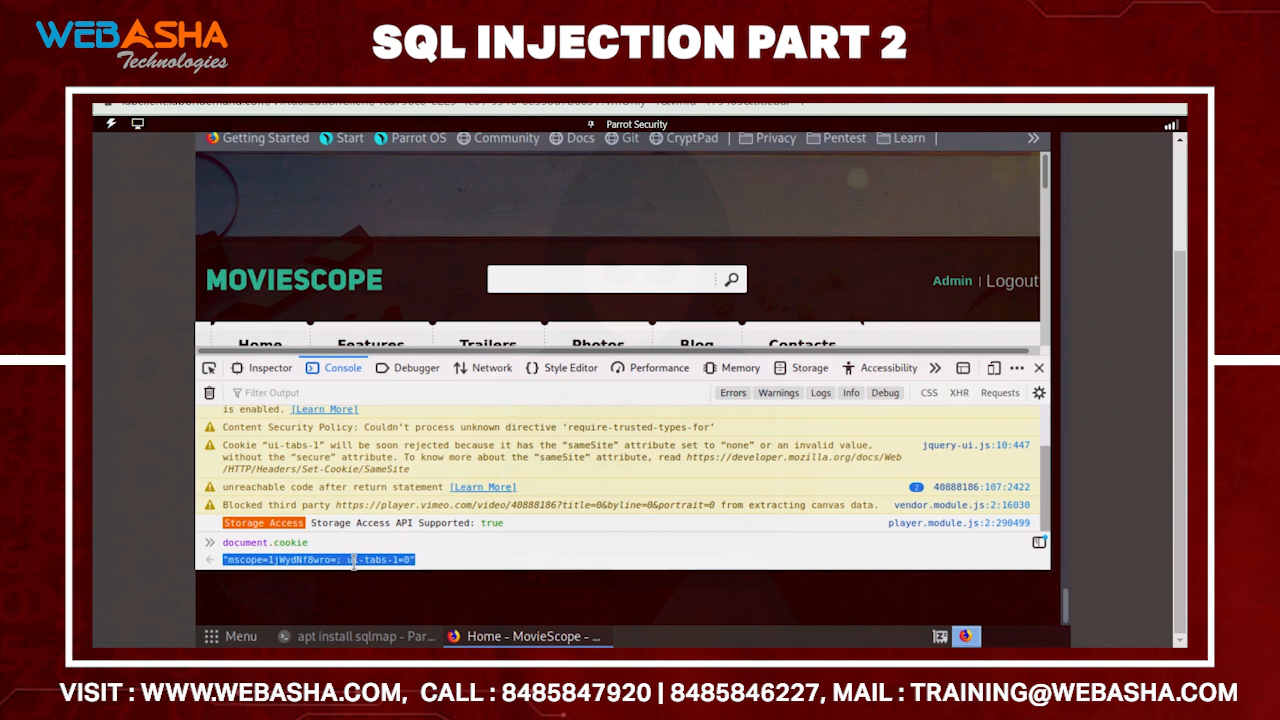 WEBASHA
Technologies
SQL INJECTION PART 2
Parrot Security
Getting Started Start Parrot OS Community Docs Git CryptPad | Privacy Pentest Learn | »
MOVIESCOPE
Admin | Logout
Home Features Trailers Photos Blog Contacts
Inspector Console Debugger Network {} Style Editor Performance Memory Storage Accessibility »
Filter Output Errors Warnings Logs Info Debug CSS XHR Requests
is enabled. [Learn More]
Content Security Policy: Couldn’t process unknown directive ‘require-trusted-types-for’
Cookie “ui-tabs-1” will be soon rejected because it has the “sameSite” attribute set to “none” or an invalid value, jquery-ui.js:10:447
without the “secure” attribute. To know more about the “sameSite” attribute, read https://developer.mozilla.org/docs/Web
/HTTP/Headers/Set-Cookie/SameSite
unreachable code after return statement [Learn More] 2 40888186:107:2422
Blocked third party https://player.vimeo.com/video/40888186?title=0&byline=0&portrait=0 from extracting canvas data. vendor.module.js:2:16030
Storage Access Storage Access API Supported: true player.module.js:2:290499
document.cookie
"mscope=1jWydNf8wro=; ui-tabs-1=0"
Menu apt install sqlmap - Par... Home - MovieScope - ...
VISIT : WWW.WEBASHA.COM, CALL : 8485847920 | 8485846227, MAIL : TRAINING@WEBASHA.COM